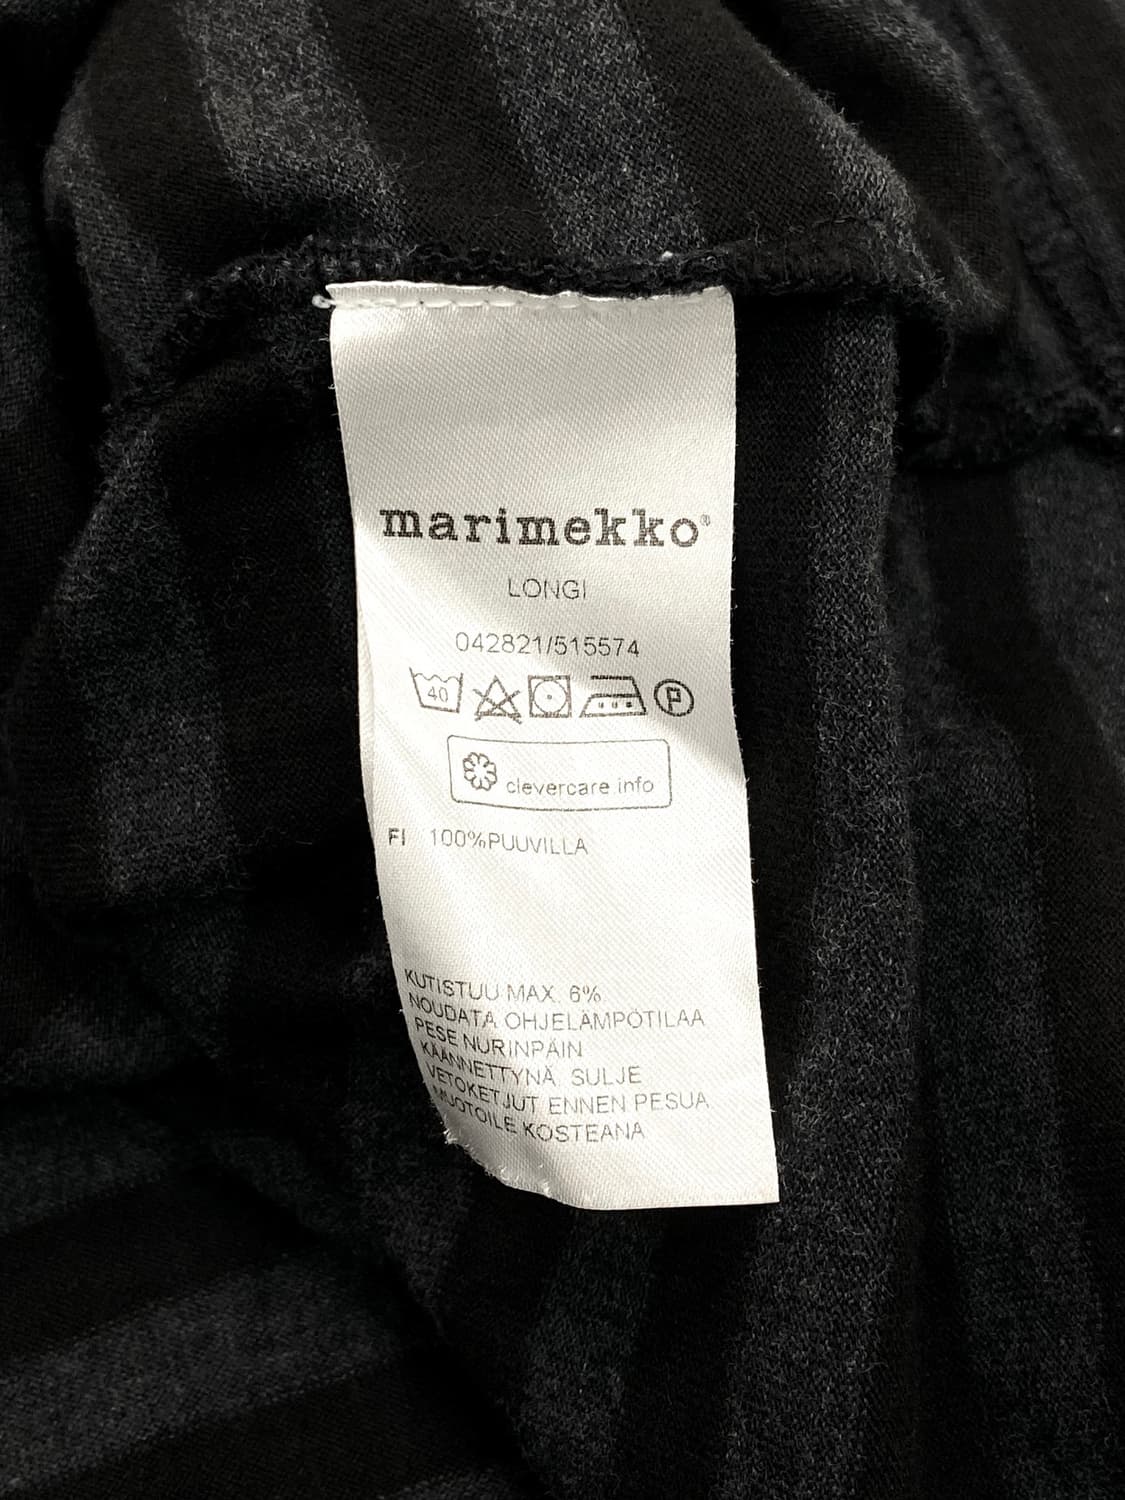 marimekko®
LONGI
042821/515574
40 P
clevercare.info
FI 100%PUUVILLA
KUTISTUU MAX. 6%.
NOUDATA OHJELÄMPÖTILAA
PESE NURINPÄIN
KÄÄNNETTYNÄ. SULJE
VETOKETJUT ENNEN PESUA.
MUOTOILE KOSTEANA